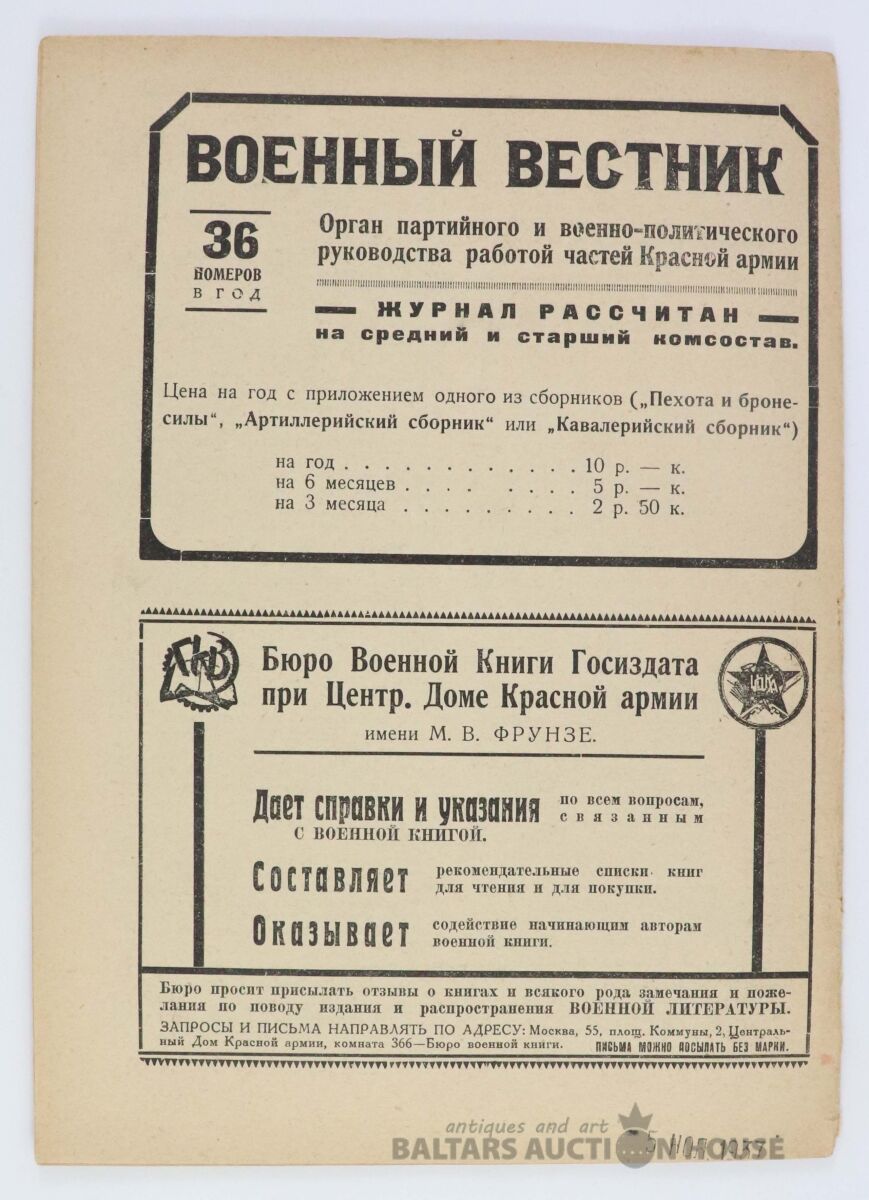 ВОЕННЫЙ ВЕСТНИК
36
НОМЕРОВ
В ГОД
Орган партийного и военно-политического
руководства работой частей Красной армии
ЖУРНАЛ РАССЧИТАН
на средний и старший комсостав.
Цена на год с приложением одного из сборников („Пехота и броне-
силы“, „Артиллерийский сборник“ или „Кавалерийский сборник“)
на год . . . . . . . . . . . . . 10 р. — к.
на 6 месяцев . . . . . . . . 5 р. — к.
на 3 месяца . . . . . . . . . 2 р. 50 к.
Бюро Военной Книги Госиздата
при Центр. Доме Красной армии
имени М. В. ФРУНЗЕ.
Дает справки и указания по всем вопросам,
связанным
С ВОЕННОЙ КНИГОЙ.
Составляет рекомендательные списки книг
для чтения и для покупки.
Оказывает содействие начинающим авторам
военной книги.
Бюро просит присылать отзывы о книгах и всякого рода замечания и поже-
лания по поводу издания и распространения ВОЕННОЙ ЛИТЕРАТУРЫ.
ЗАПРОСЫ И ПИСЬМА НАПРАВЛЯТЬ ПО АДРЕСУ: Москва, 55, площ. Коммуны, 2, Централь-
ный Дом Красной армии, комната 366—Бюро военной книги. ПИСЬМА МОЖНО ПОСЫЛАТЬ БЕЗ МАРКИ.
antiques and art
BALTARS AUCTION HOUSE